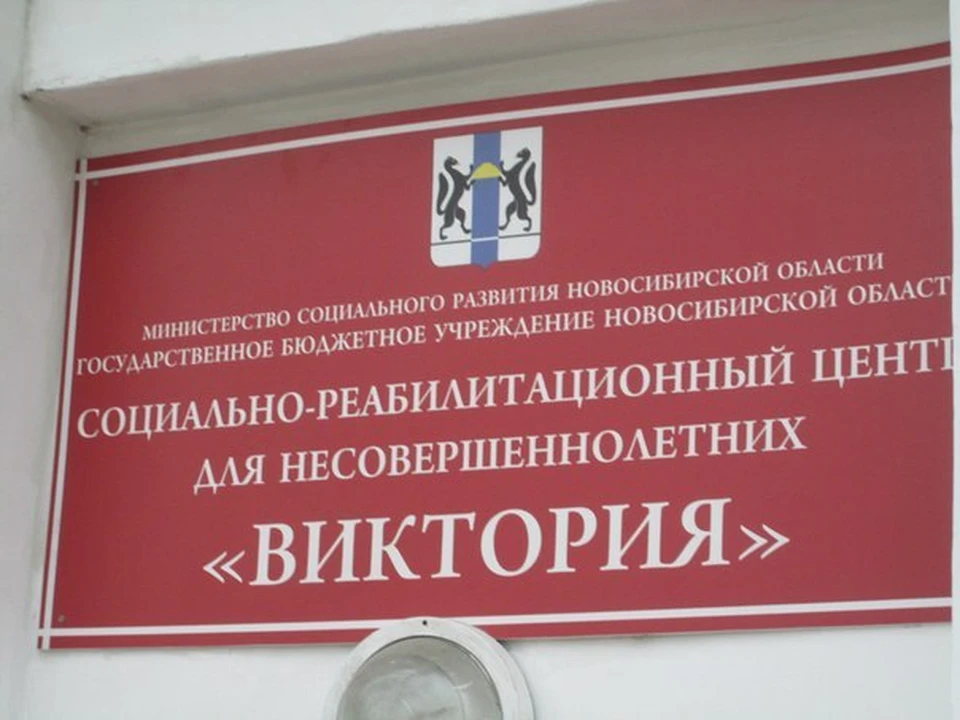 МИНИСТЕРСТВО СОЦИАЛЬНОГО РАЗВИТИЯ НОВОСИБИРСКОЙ ОБЛАСТИ
ГОСУДАРСТВЕННОЕ БЮДЖЕТНОЕ УЧРЕЖДЕНИЕ НОВОСИБИРСКОЙ ОБЛАСТ
СОЦИАЛЬНО-РЕАБИЛИТАЦИОННЫЙ ЦЕНТ
ДЛЯ НЕСОВЕРШЕННОЛЕТНИХ
«ВИКТОРИЯ»